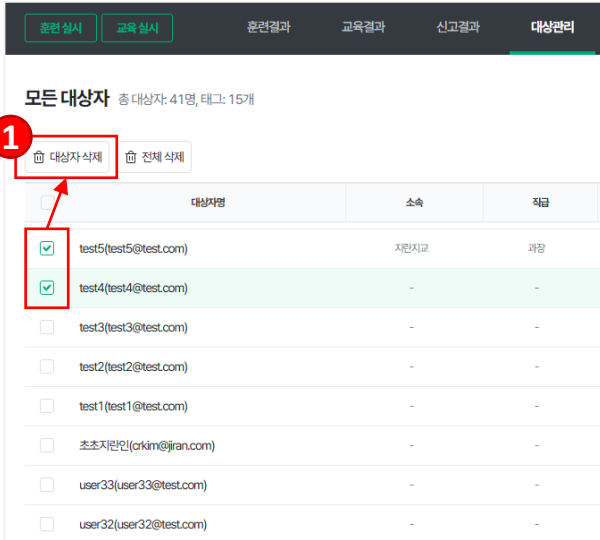 훈련 실시 교육 실시 훈련결과 교육결과 신고결과 대상관리
모든 대상자 총 대상자: 41명, 태그: 15개
1
대상자 삭제 전체 삭제
대상자명 소속 직급
test5(test5@test.com) 지란지교 과장
test4(test4@test.com) - -
test3(test3@test.com) - -
test2(test2@test.com) - -
test1(test1@test.com) - -
초초지란인(crkim@jiran.com) - -
user33(user33@test.com) - -
user32(user32@test.com) - -